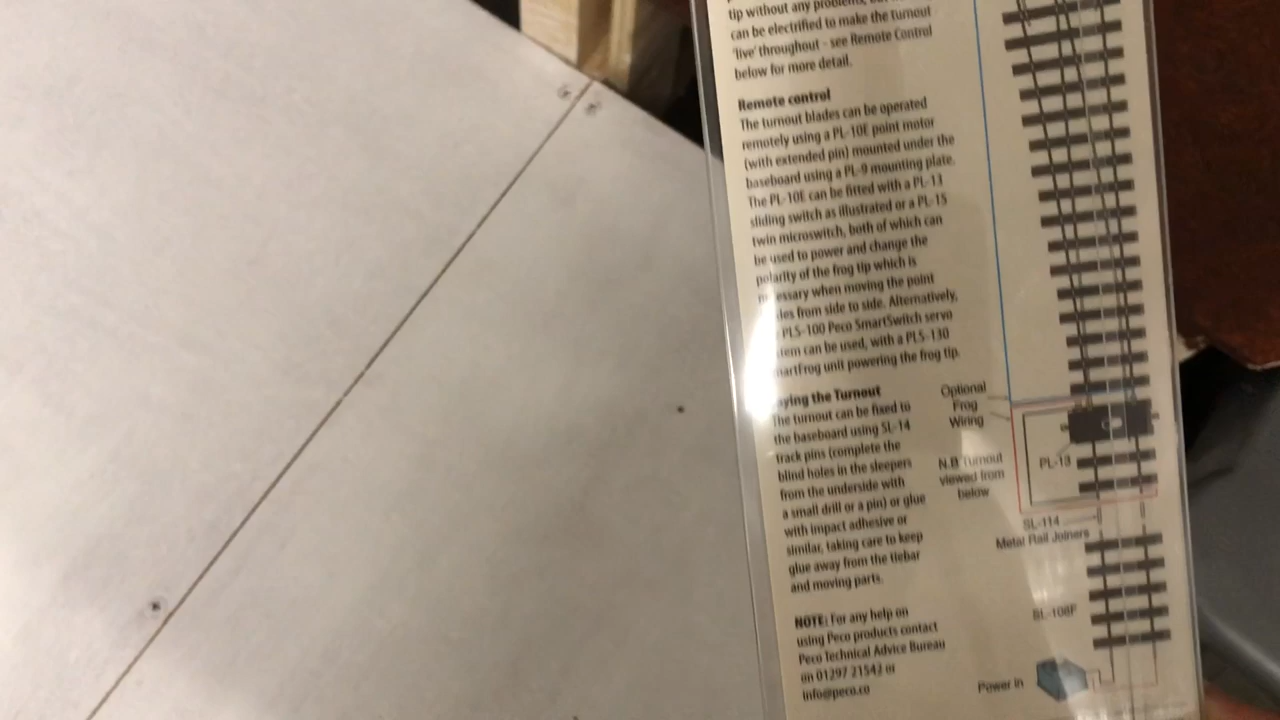 tip without any problems, but
can be electrified to make the turnout
'live' throughout - see Remote Control
below for more detail.
Remote control
The turnout blades can be operated
remotely using a PL-10E point motor
(with extended pin) mounted under the
baseboard using a PL-9 mounting plate.
The PL-10E can be fitted with a PL-13
sliding switch as illustrated or a PL-15
twin microswitch, both of which can
be used to power and change the
polarity of the frog tip which is
necessary when moving the point
from side to side. Alternatively,
PLS-100 Peco SmartSwitch servo
can be used, with a PLS-130
unit powering the frog tip.
Laying the Turnout
The turnout can be fixed to
the baseboard using SL-14
track pins (complete the
blind holes in the sleepers
from the underside with
a small drill or a pin) or glue
with impact adhesive or
similar, taking care to keep
glue away from the tiebar
and moving parts.
NOTE: For any help on
using Peco products contact
Peco Technical Advice Bureau
on 01297 21542 or
info@peco.co
Optional
Frog
Wiring
N.B Turnout
viewed from
below
PL-13
SL-114
Metal Rail Joiners
SL-108F
Power in